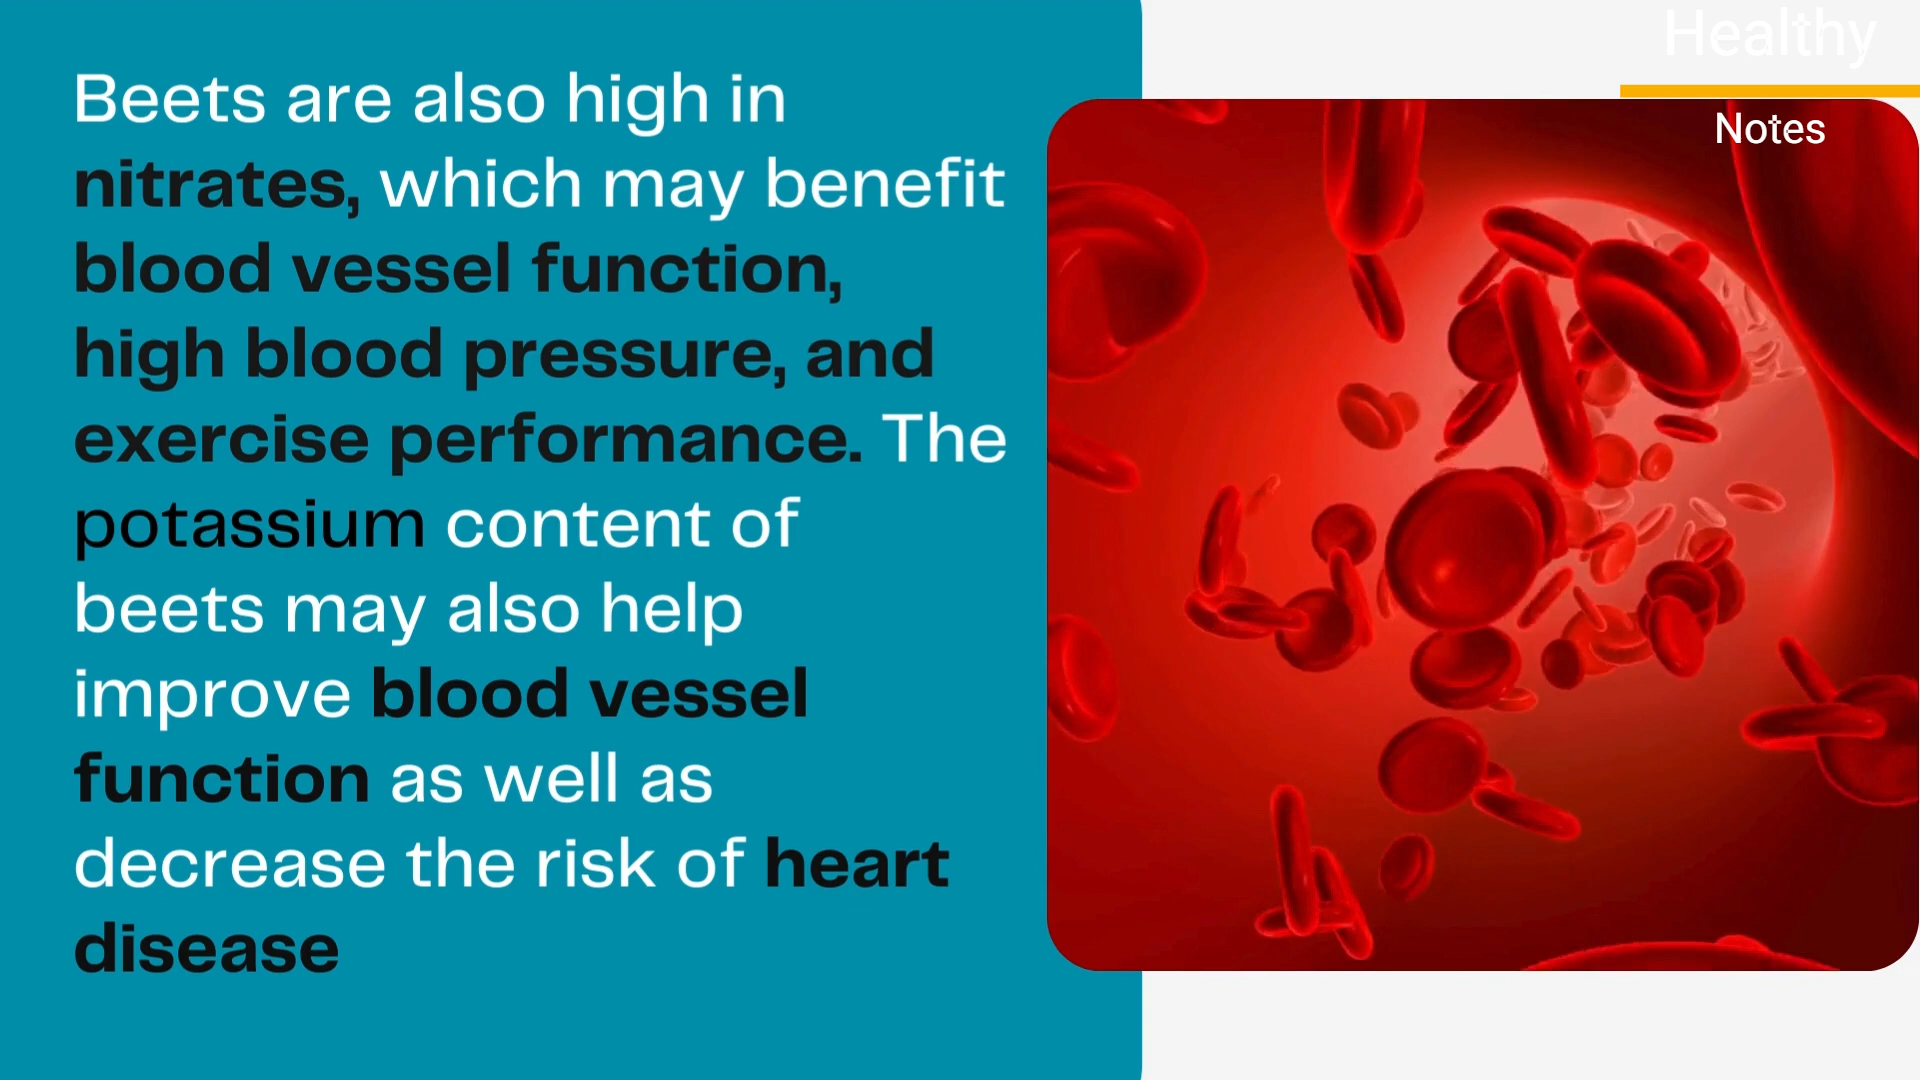 Beets are also high in
nitrates, which may benefit
blood vessel function,
high blood pressure, and
exercise performance. The
potassium content of
beets may also help
improve blood vessel
function as well as
decrease the risk of heart
disease
Healthy
Notes